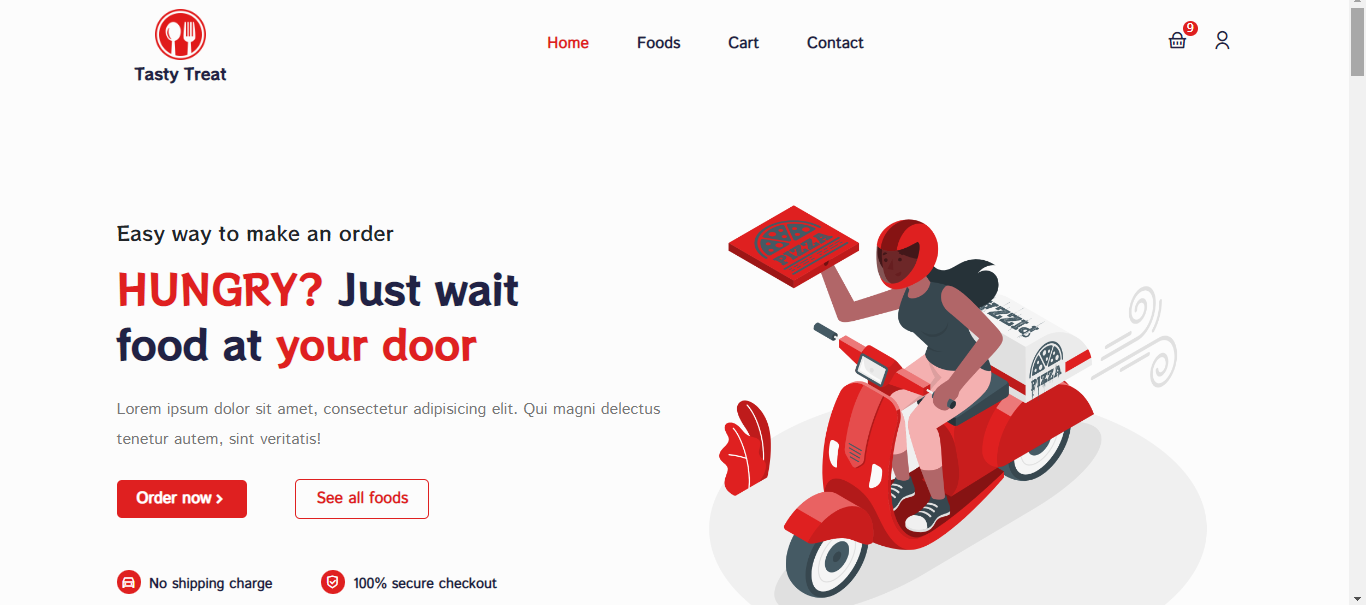 Tasty Treat
Home
Foods
Cart
Contact
9
Easy way to make an order
HUNGRY? Just wait
food at your door
Lorem ipsum dolor sit amet, consectetur adipisicing elit. Qui magni delectus
tenetur autem, sint veritatis!
Order now
See all foods
No shipping charge
100% secure checkout
PIZZA
PIZZA
PIZZA